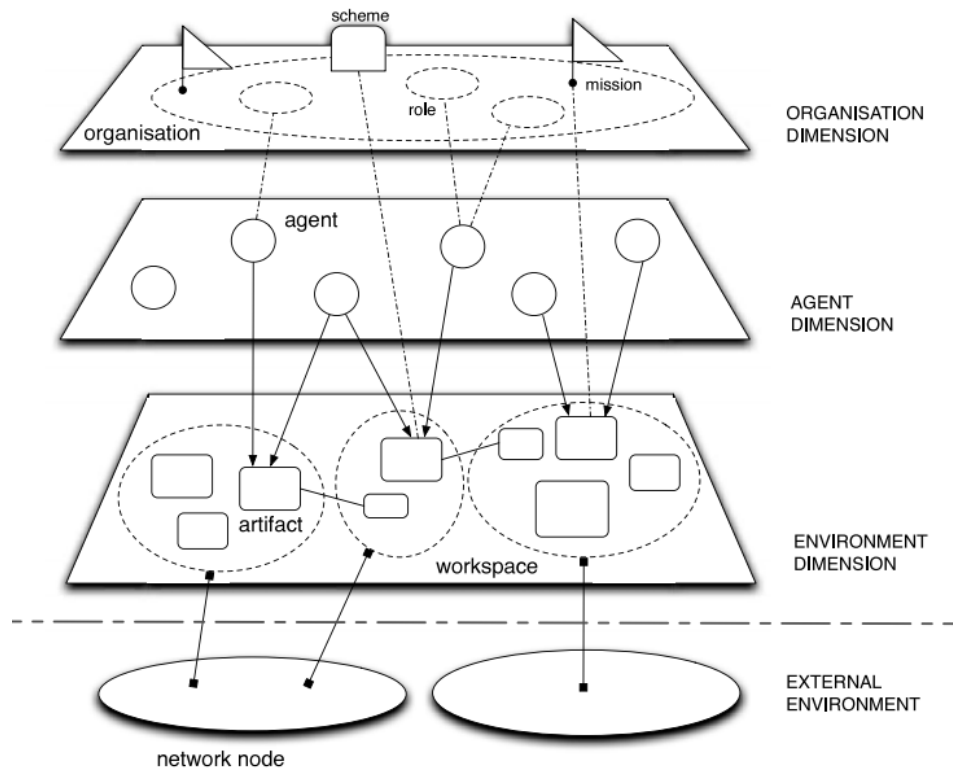 scheme
mission
role
organisation
ORGANISATION
DIMENSION
agent
AGENT
DIMENSION
artifact
workspace
ENVIRONMENT
DIMENSION
EXTERNAL
ENVIRONMENT
network node